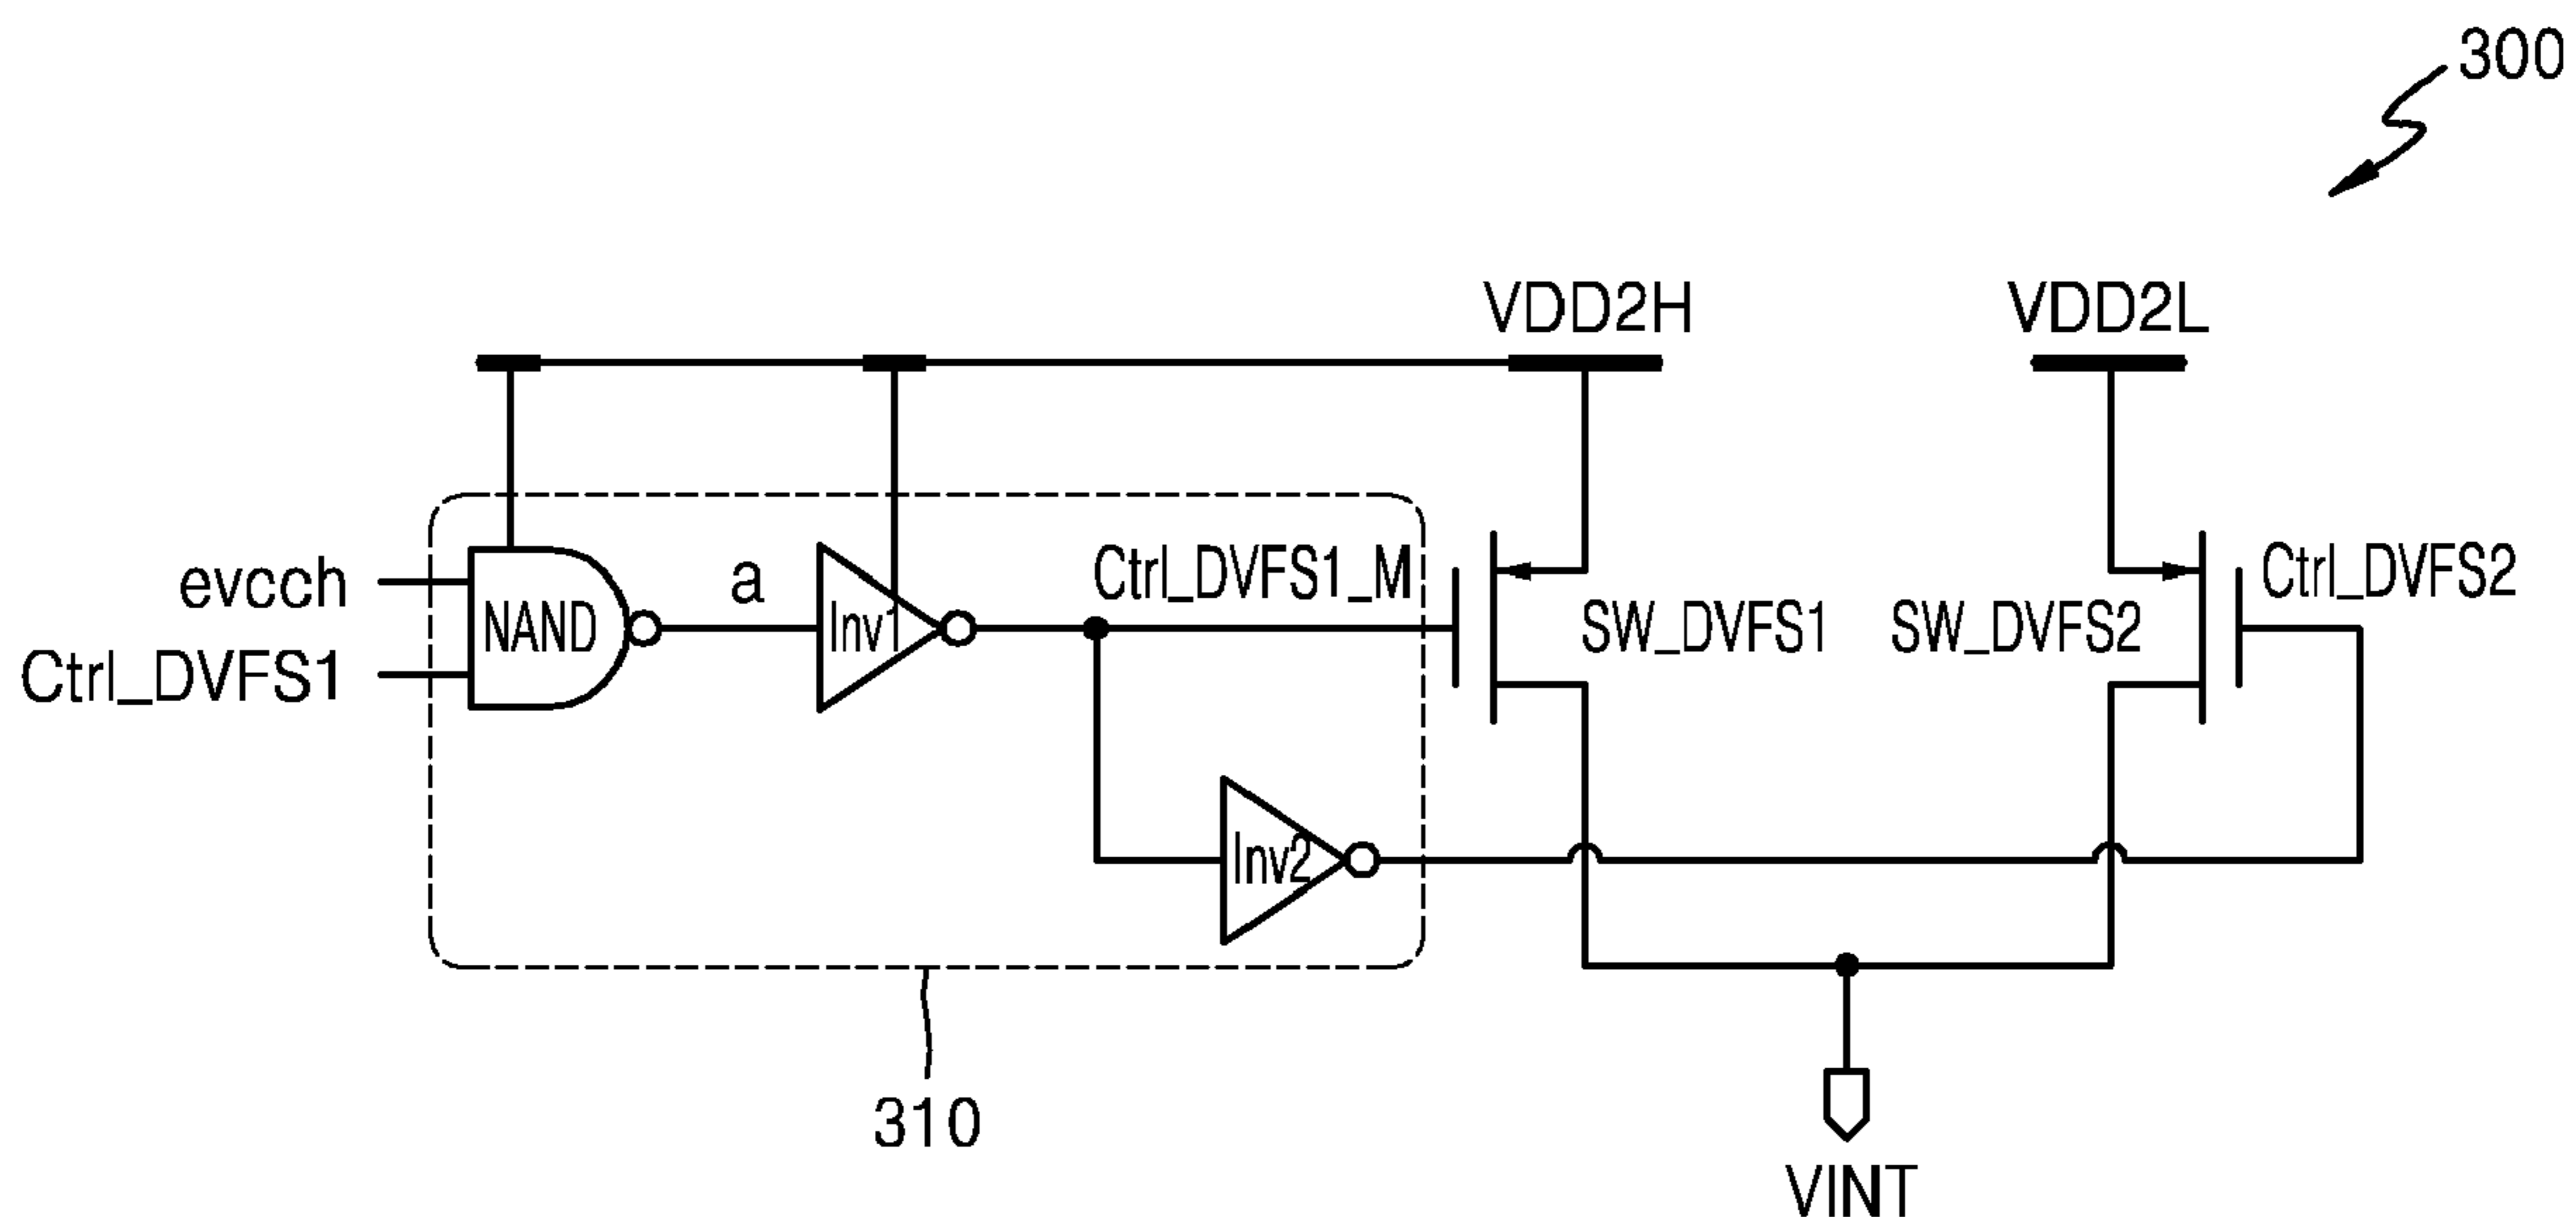 300
VDD2H
VDD2L
evcch
NAND
a
Inv1
Ctrl_DVFS1_M
SW_DVFS1
SW_DVFS2
Ctrl_DVFS2
Ctrl_DVFS1
Inv2
310
VINT